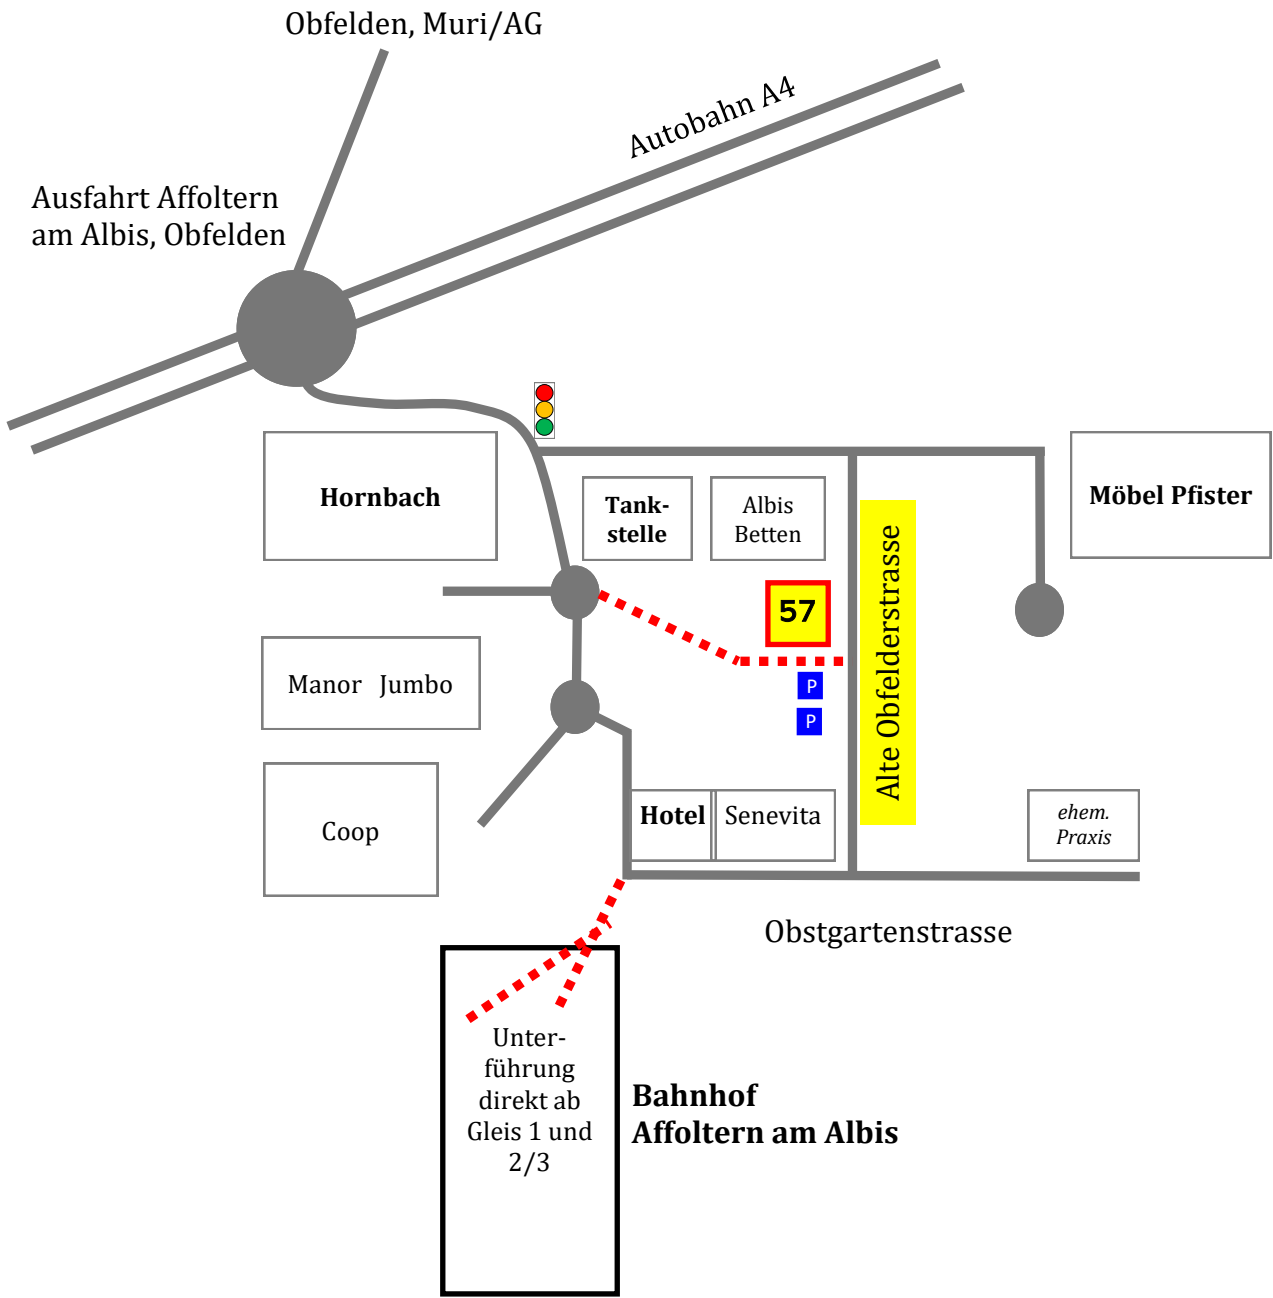 Obfelden, Muri/AG
Autobahn A4
Ausfahrt Affoltern
am Albis, Obfelden
Hornbach
Tank-
stelle
Albis
Betten
Möbel Pfister
57
Alte Obfelderstrasse
Manor Jumbo
P
P
Coop
Hotel
Senevita
ehem.
Praxis
Obstgartenstrasse
Unter-
führung
direkt ab
Gleis 1 und
2/3
Bahnhof
Affoltern am Albis